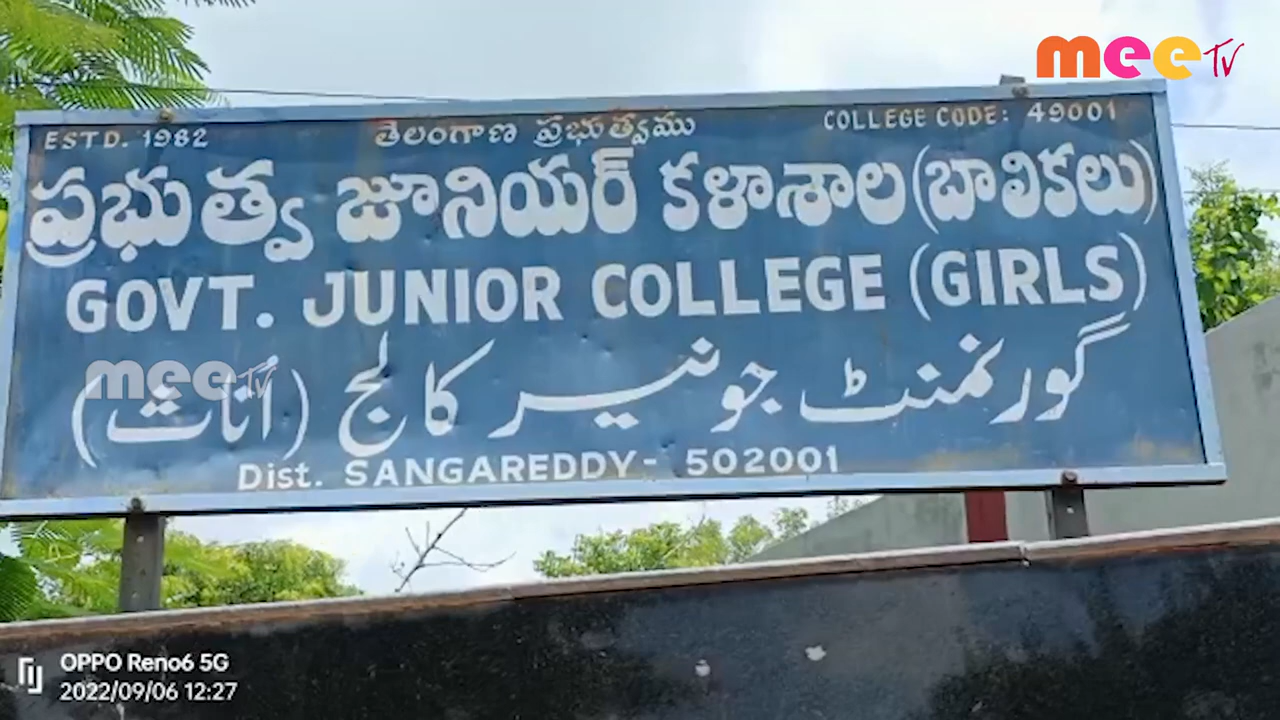 mee TV
ESTD. 1982 తెలంగాణ ప్రభుత్వము COLLEGE CODE: 49001
ప్రభుత్వ జూనియర్ కళాశాల (బాలికలు)
GOVT. JUNIOR COLLEGE (GIRLS)
گورنمنٹ جونیر کالج (اناث)
mee TV
Dist. SANGAREDDY - 502001
OPPO Reno6 5G
2022/09/06 12:27